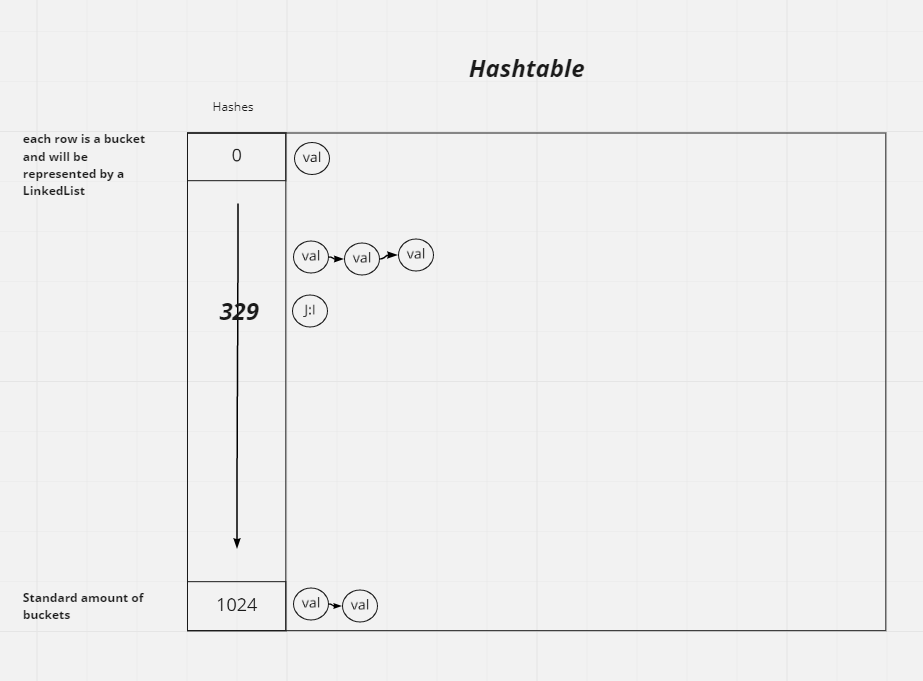 Hashtable
Hashes
each row is a bucket
and will be
represented by a
LinkedList
0
val
val
val
val
329
J:I
Standard amount of
buckets
1024
val
val